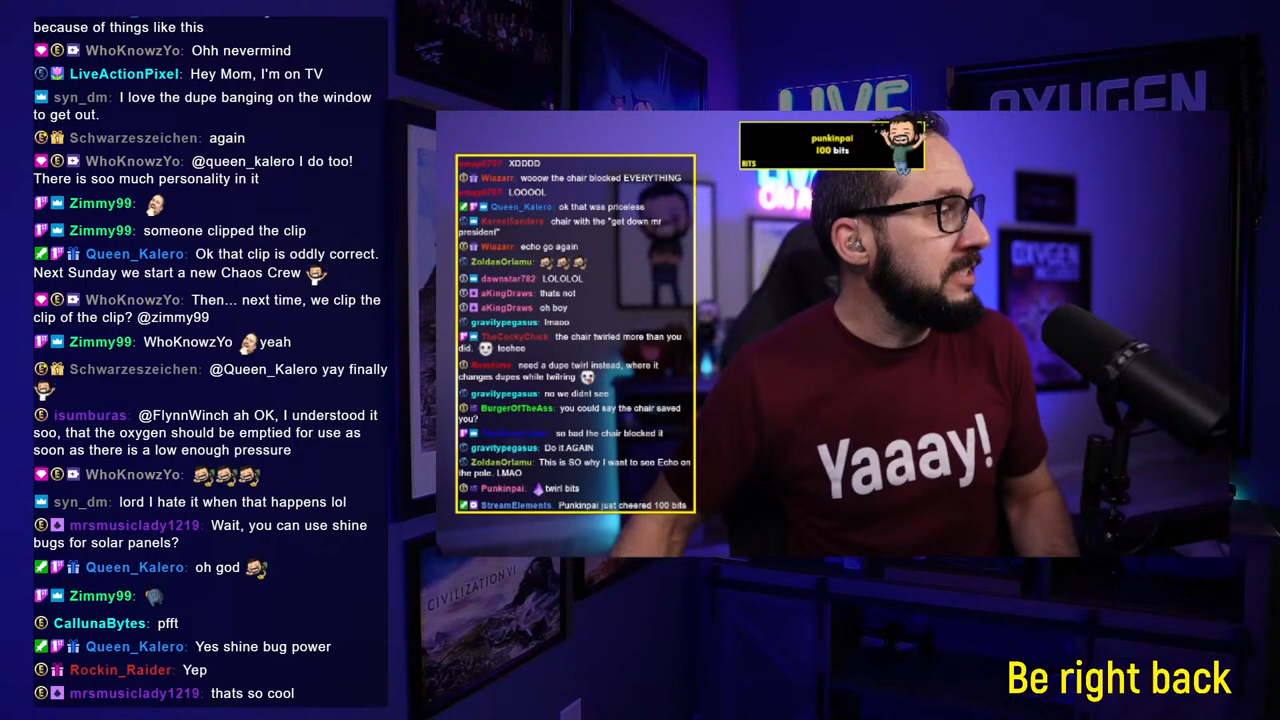 because of things like this
WhoKnowzYo: Ohh nevermind
LiveActionPixel: Hey Mom, I'm on TV
syn_dm: I love the dupe banging on the window
to get out.
Schwarzeszeichen: again
WhoKnowzYo: @queen_kalero I do too!
There is soo much personality in it
Zimmy99:
Zimmy99: someone clipped the clip
Queen_Kalero: Ok that clip is oddly correct.
Next Sunday we start a new Chaos Crew
WhoKnowzYo: Then... next time, we clip the
clip of the clip? @zimmy99
Zimmy99: WhoKnowzYo yeah
Schwarzeszeichen: @Queen_Kalero yay finally
isumburas: @FlynnWinch ah OK, I understood it
soo, that the oxygen should be emptied for use as
soon as there is a low enough pressure
WhoKnowzYo:
syn_dm: lord I hate it when that happens lol
mrsmusiclady1219: Wait, you can use shine
bugs for solar panels?
Queen_Kalero: oh god
Zimmy99:
CallunaBytes: pfft
Queen_Kalero: Yes shine bug power
Rockin_Raider: Yep
mrsmusiclady1219: thats so cool
XDDDD
Wiazarr: wooow the chair blocked EVERYTHING
LOOOOL
Queen_Kalero: ok that was priceless
KernelSanders: chair with the "get down mr
president"
Wiazarr: echo go again
ZoldanOrlamu:
dawnstar782: LOLOLOL
aKingDraws: thats not
aKingDraws: oh boy
gravitypegasus: lmaoo
TheCockyChick: the chair twirled more than you
did. teehee
need a dupe twirl instead, where it
changes dupes while twilring
gravitypegasus: no we didnt see
BurgerOfTheAss: you could say the chair saved
you?
so bad the chair blocked it
gravitypegasus: Do it AGAIN
ZoldanOrlamu: This is SO why I want to see Echo on
the pole. LMAO
Punkinpai: twirl bits
StreamElements: Punkinpai just cheered 100 bits
punkinpai
100 bits
BITS
LIVE
OXYGEN
Yaaay!
CIVILIZATION VI
Be right back